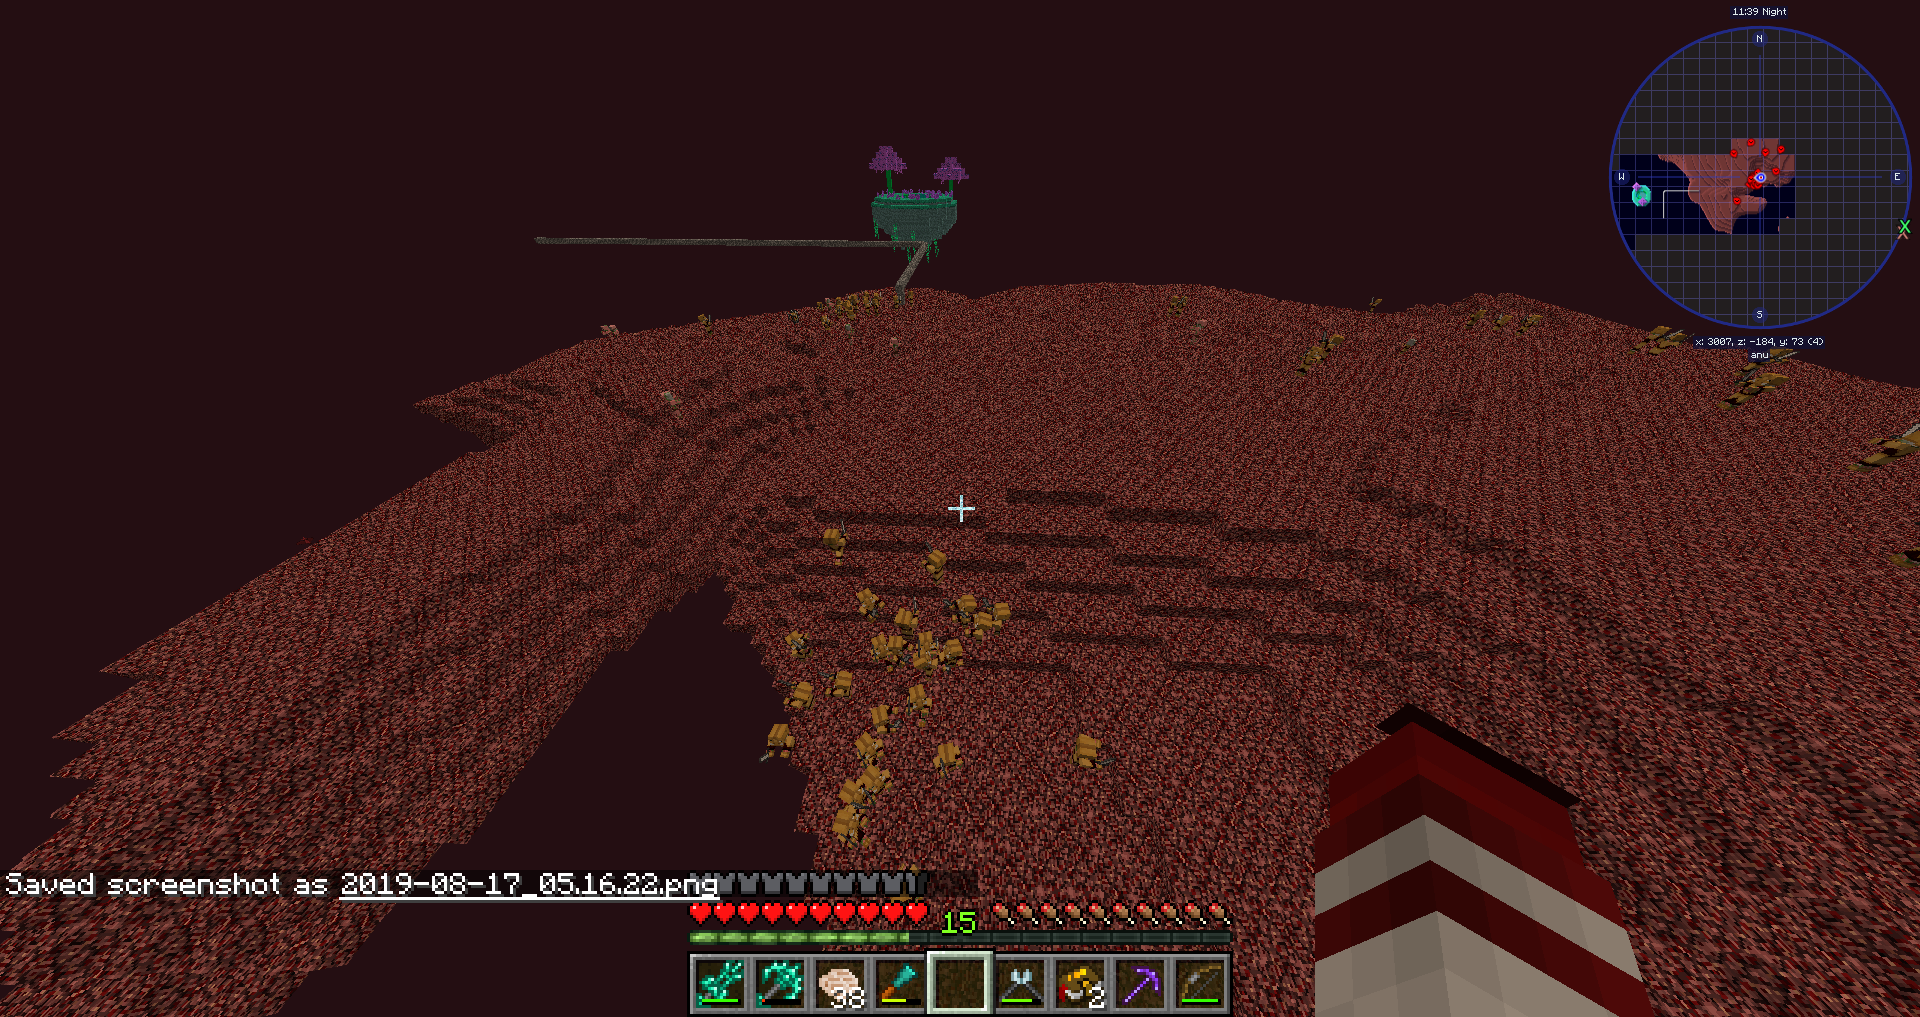 11:39 Night
N
W
E
X
S
x: 3007, z: -184, y: 73 (4)
anu
Saved screenshot as 2019-08-17_05.16.22.png
15
38
2